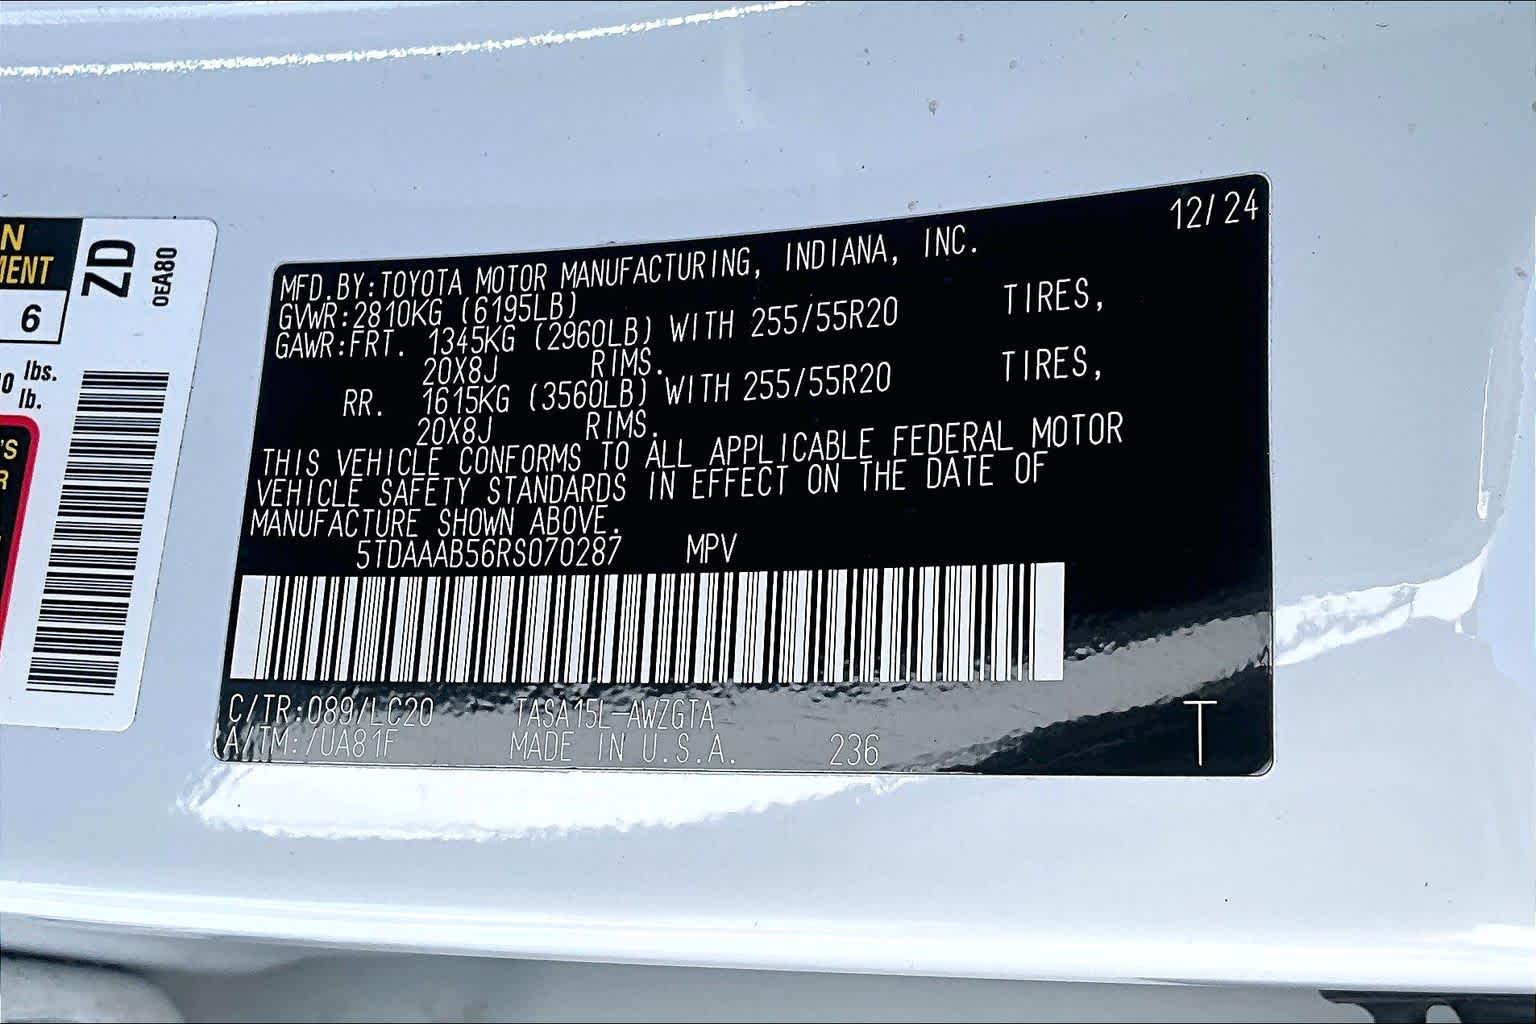 N
MENT
6
lbs.
lb.
'S
R
ZD
0EA80
12/24
MFD.BY:TOYOTA MOTOR MANUFACTURING, INDIANA, INC.
GVWR:2810KG (6195LB)
GAWR:FRT. 1345KG (2960LB) WITH 255/55R20 TIRES,
20X8J RIMS.
RR. 1615KG (3560LB) WITH 255/55R20 TIRES,
20X8J RIMS.
THIS VEHICLE CONFORMS TO ALL APPLICABLE FEDERAL MOTOR
VEHICLE SAFETY STANDARDS IN EFFECT ON THE DATE OF
MANUFACTURE SHOWN ABOVE.
5TDAAAB56RS070287 MPV
C/TR:089/LC20 TASA15L-AWZGTA
A/TM:/UA81F MADE IN U.S.A. 236 T